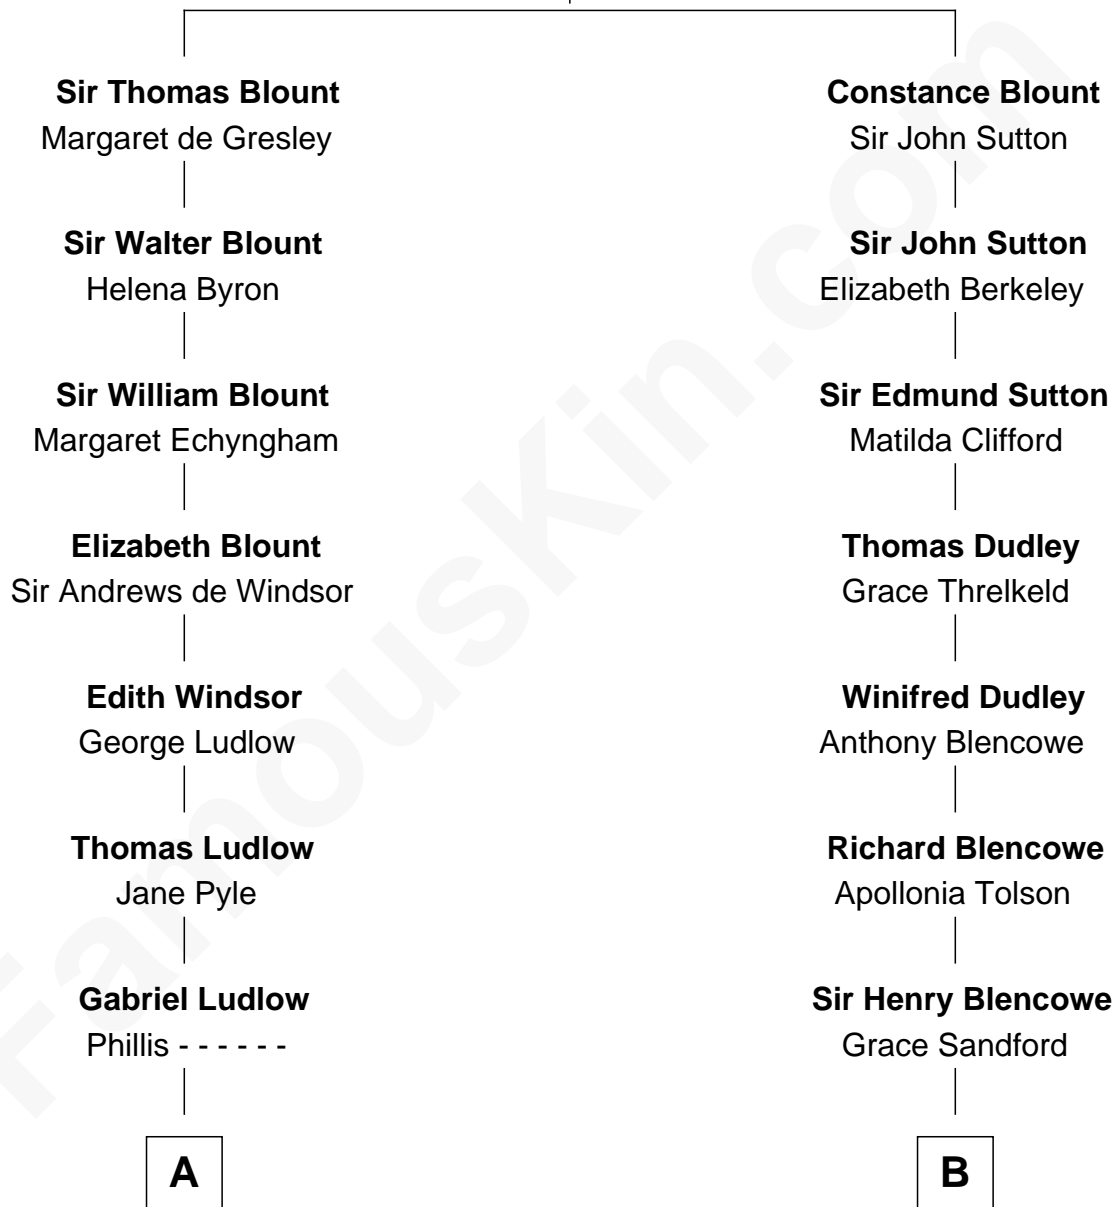 Sir Thomas Blount
Margaret de Gresley
Sir Walter Blount
Helena Byron
Sir William Blount
Margaret Echyngham
Elizabeth Blount
Sir Andrews de Windsor
Edith Windsor
George Ludlow
Thomas Ludlow
Jane Pyle
Gabriel Ludlow
Phillis - - - - - -
A
Constance Blount
Sir John Sutton
Sir John Sutton
Elizabeth Berkeley
Sir Edmund Sutton
Matilda Clifford
Thomas Dudley
Grace Threlkeld
Winifred Dudley
Anthony Blencowe
Richard Blencowe
Apollonia Tolson
Sir Henry Blencowe
Grace Sandford
B
FamousKin.com